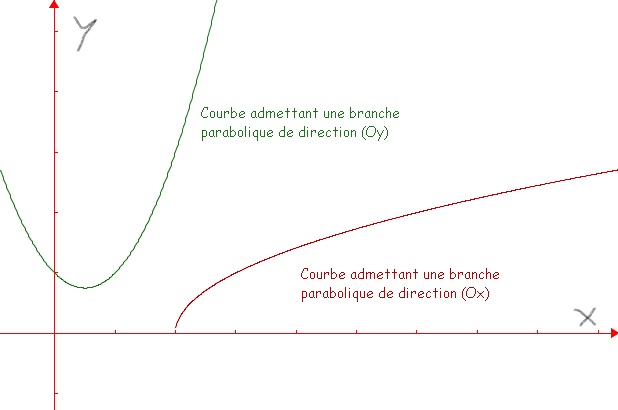 y
Courbe admettant une branche
parabolique de direction (Oy)
Courbe admettant une branche
parabolique de direction (Ox)
x